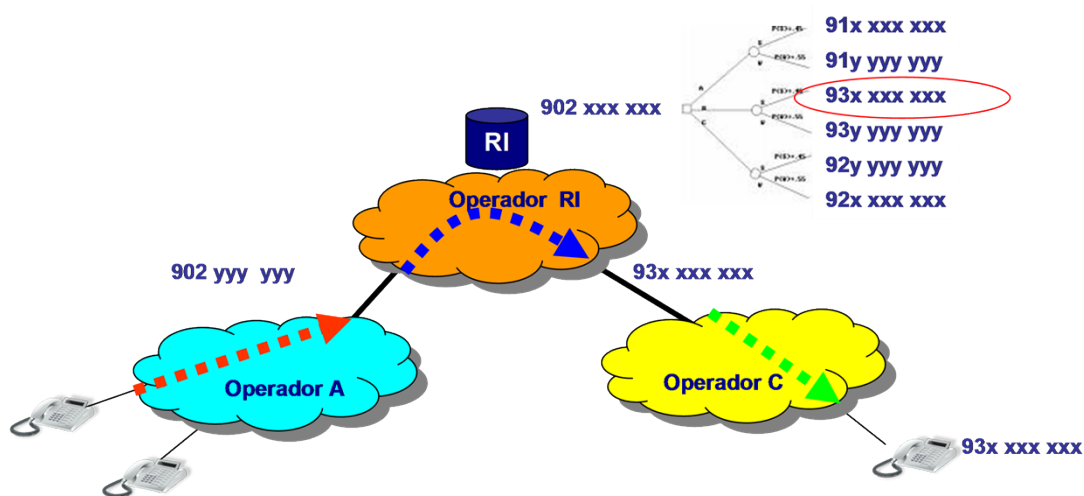 91x xxx xxx
91y yyy yyy
902 xxx xxx
93x xxx xxx
93y yyy yyy
92y yyy yyy
92x xxx xxx
A
B
C
RI
Operador RI
902 yyy yyy
93x xxx xxx
Operador A
Operador C
93x xxx xxx